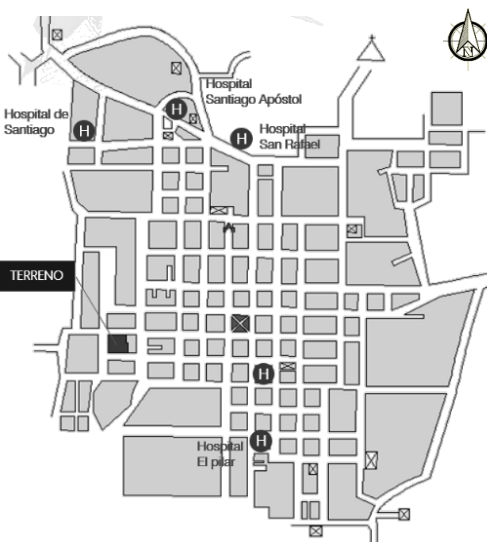 N
Hospital
Santiago Apóstol
H
Hospital de
Santiago
H
H
Hospital
San Rafael
TERRENO
H
H
Hospital
El pilar